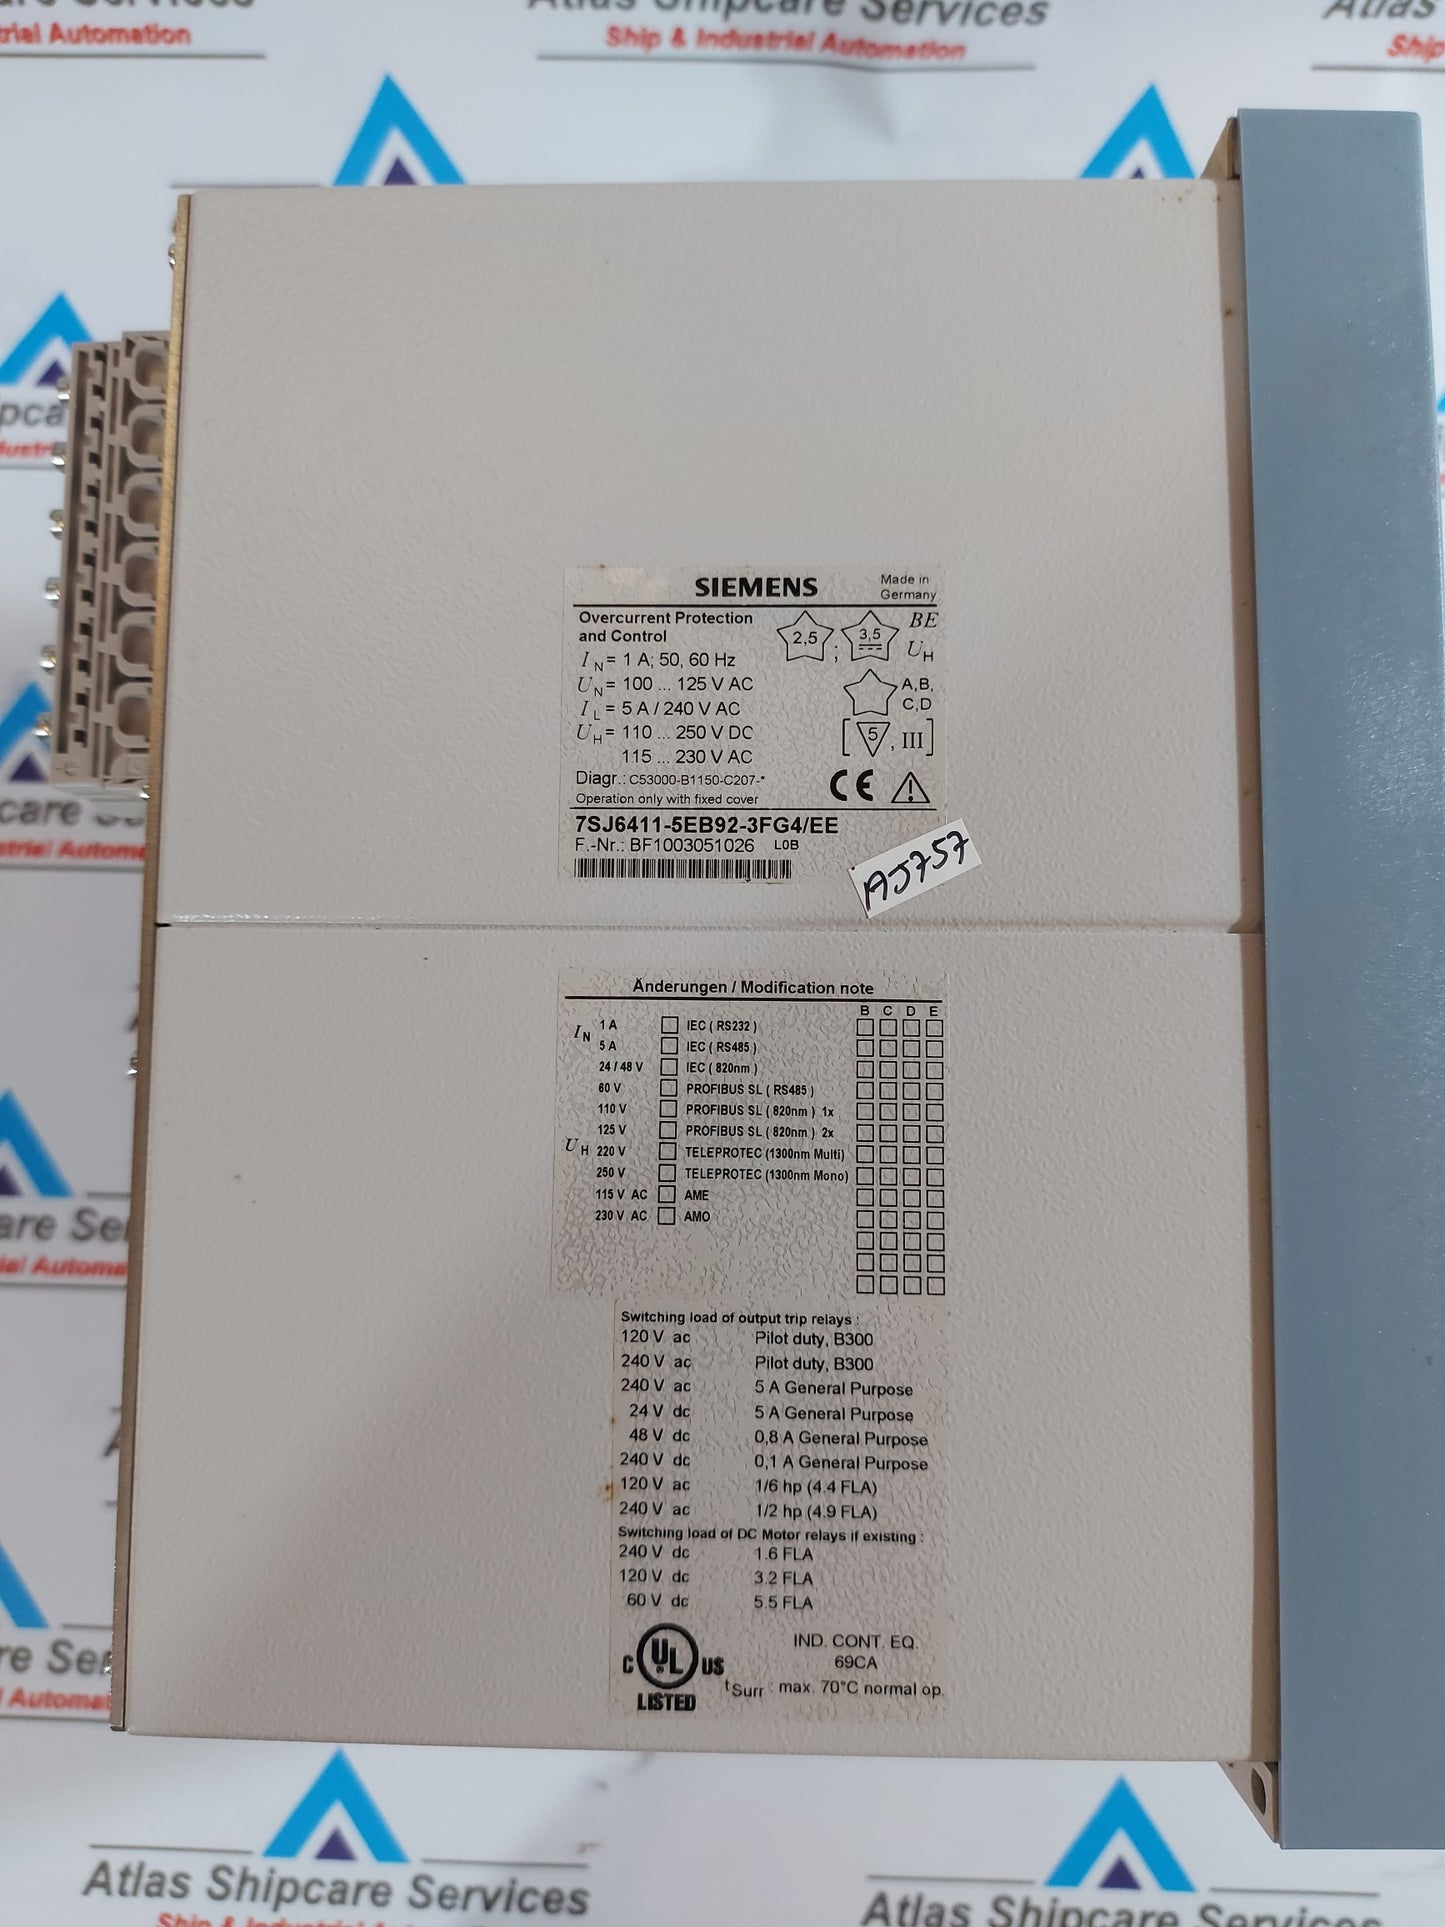 Atlas Shipcare Services
Ship & Industrial Automation
SIEMENS
Made in
Germany
Overcurrent Protection
and Control
IN = 1 A; 50, 60 Hz
UN = 100 ... 125 V AC
IL = 5 A / 240 V AC
UH = 110 ... 250 V DC
115 ... 230 V AC
2,5 ; 3,5
BE
UH
A,B,
C,D
[ 5 , III ]
CE
Diagr.: C53000-B1150-C207-*
Operation only with fixed cover
7SJ6411-5EB92-3FG4/EE
F.-Nr.: BF1003051026 L0B
AJ757
Änderungen / Modification note
B C D E
IN 1 A IEC ( RS232 )
5 A IEC ( RS485 )
24 / 48 V IEC ( 820nm )
60 V PROFIBUS SL ( RS485 )
110 V PROFIBUS SL ( 820nm ) 1x
125 V PROFIBUS SL ( 820nm ) 2x
UH 220 V TELEPROTEC (1300nm Multi)
250 V TELEPROTEC (1300nm Mono)
115 V AC AME
230 V AC AMO
Switching load of output trip relays :
120 V ac Pilot duty, B300
240 V ac Pilot duty, B300
240 V ac 5 A General Purpose
24 V dc 5 A General Purpose
48 V dc 0,8 A General Purpose
240 V dc 0,1 A General Purpose
120 V ac 1/6 hp (4.4 FLA)
240 V ac 1/2 hp (4.9 FLA)
Switching load of DC Motor relays if existing :
240 V dc 1.6 FLA
120 V dc 3.2 FLA
60 V dc 5.5 FLA
C UL ® US
LISTED
IND. CONT. EQ.
69CA
tSurr : max. 70°C normal op.
Atlas Shipcare Services
Atlas Shipcare Services